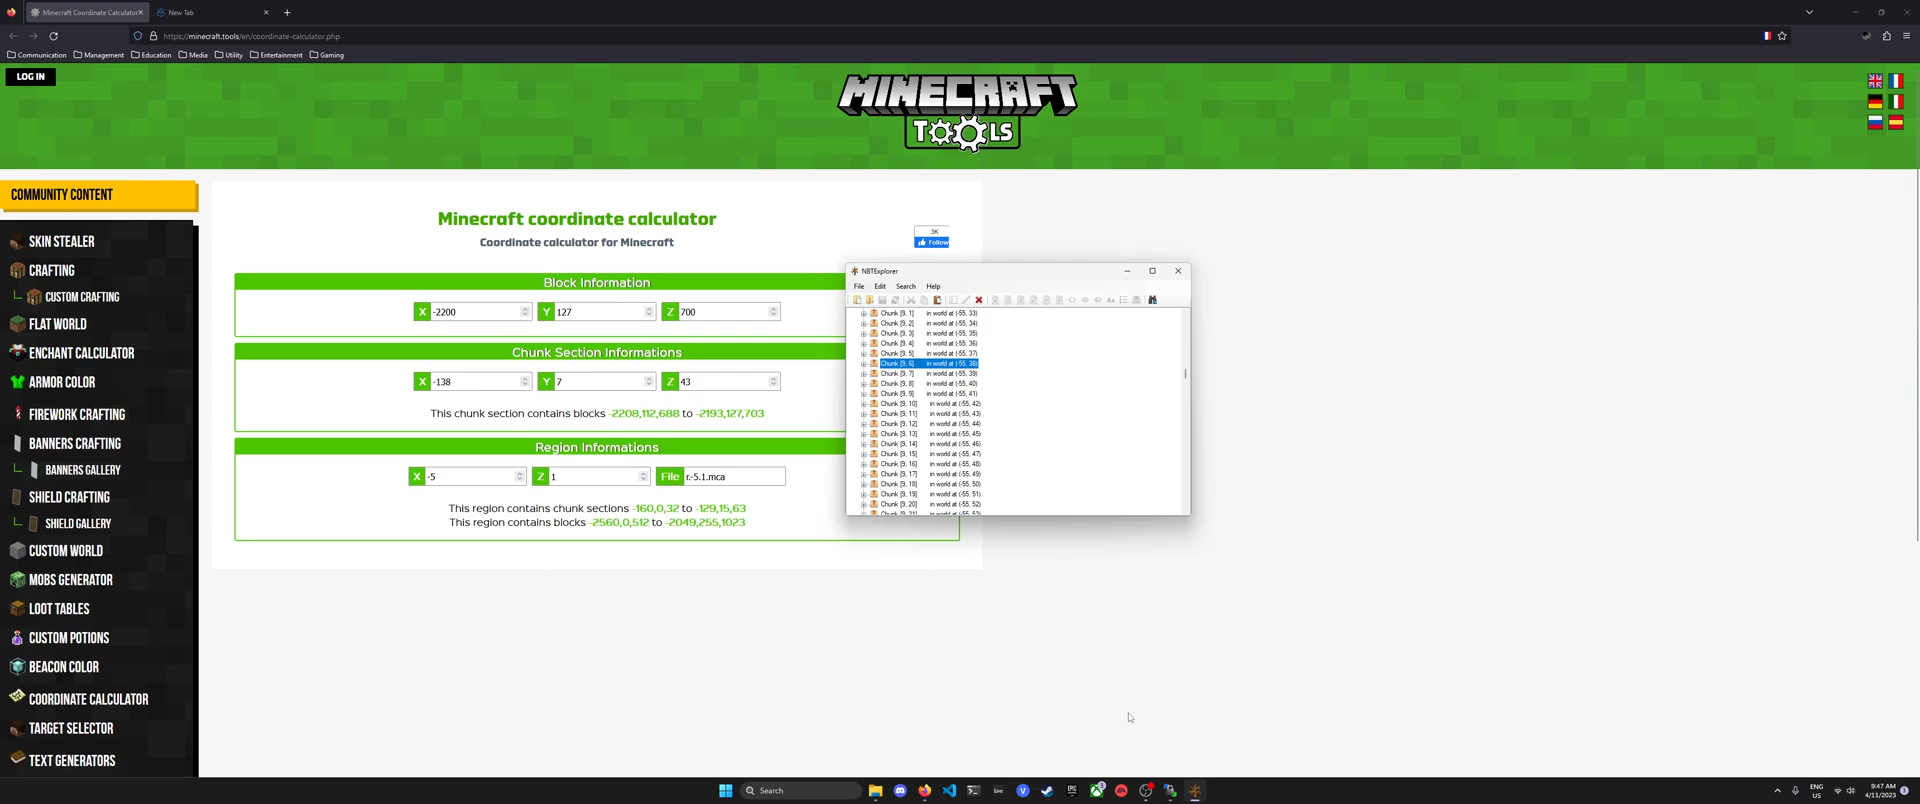 Minecraft Coordinate Calculator
New Tab
https://minecraft.tools/en/coordinate-calculator.php
Communication
Management
Education
Media
Utility
Entertainment
Gaming
LOG IN
MINECRAFT
TOOLS
COMMUNITY CONTENT
SKIN STEALER
CRAFTING
CUSTOM CRAFTING
FLAT WORLD
ENCHANT CALCULATOR
ARMOR COLOR
FIREWORK CRAFTING
BANNERS CRAFTING
BANNERS GALLERY
SHIELD CRAFTING
SHIELD GALLERY
CUSTOM WORLD
MOBS GENERATOR
LOOT TABLES
CUSTOM POTIONS
BEACON COLOR
COORDINATE CALCULATOR
TARGET SELECTOR
TEXT GENERATORS
Minecraft coordinate calculator
Coordinate calculator for Minecraft
3K
Follow
Block Information
X -2200 Y 127 Z 700
Chunk Section Informations
X -138 Y 7 Z 43
This chunk section contains blocks -2208,112,688 to -2193,127,703
Region Informations
X -5 Z 1 File r.-5.1.mca
This region contains chunk sections -160,0,32 to -129,15,63
This region contains blocks -2560,0,512 to -2049,255,1023
NBTExplorer
File Edit Search Help
Chunk [9, 1] in world at (-55, 33)
Chunk [9, 2] in world at (-55, 34)
Chunk [9, 3] in world at (-55, 35)
Chunk [9, 4] in world at (-55, 36)
Chunk [9, 5] in world at (-55, 37)
Chunk [9, 6] in world at (-55, 38)
Chunk [9, 7] in world at (-55, 39)
Chunk [9, 8] in world at (-55, 40)
Chunk [9, 9] in world at (-55, 41)
Chunk [9, 10] in world at (-55, 42)
Chunk [9, 11] in world at (-55, 43)
Chunk [9, 12] in world at (-55, 44)
Chunk [9, 13] in world at (-55, 45)
Chunk [9, 14] in world at (-55, 46)
Chunk [9, 15] in world at (-55, 47)
Chunk [9, 16] in world at (-55, 48)
Chunk [9, 17] in world at (-55, 49)
Chunk [9, 18] in world at (-55, 50)
Chunk [9, 19] in world at (-55, 51)
Chunk [9, 20] in world at (-55, 52)
Chunk [9, 21] in world at (-55, 53)
Search
ENG
US
9:47 AM
4/11/2023